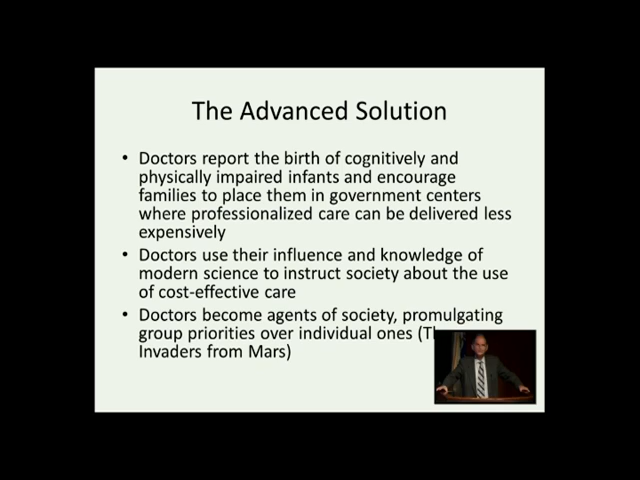 The Advanced Solution
• Doctors report the birth of cognitively and
physically impaired infants and encourage
families to place them in government centers
where professionalized care can be delivered less
expensively
• Doctors use their influence and knowledge of
modern science to instruct society about the use
of cost-effective care
• Doctors become agents of society, promulgating
group priorities over individual ones (
Invaders from Mars)